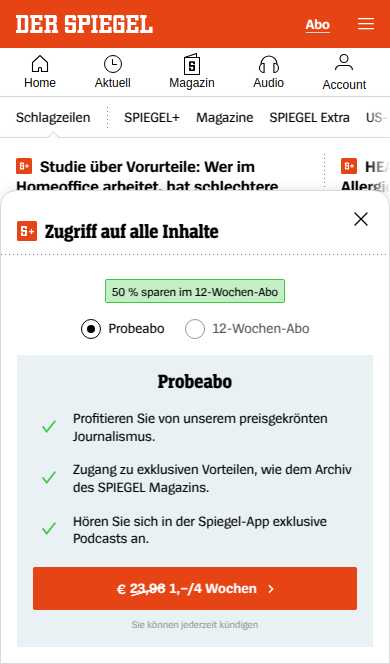 DER SPIEGEL
Abo
Home
Aktuell
Magazin
Audio
Account
Schlagzeilen
SPIEGEL+
Magazine
SPIEGEL Extra
US-
S+ Studie über Vorurteile: Wer im
Homeoffice arbeitet, hat schlechtere
S+ HEA
Allergi
S+ Zugriff auf alle Inhalte
50 % sparen im 12-Wochen-Abo
Probeabo
12-Wochen-Abo
Probeabo
Profitieren Sie von unserem preisgekrönten
Journalismus.
Zugang zu exklusiven Vorteilen, wie dem Archiv
des SPIEGEL Magazins.
Hören Sie sich in der Spiegel-App exklusive
Podcasts an.
€ 23,96 1,–/4 Wochen
Sie können jederzeit kündigen